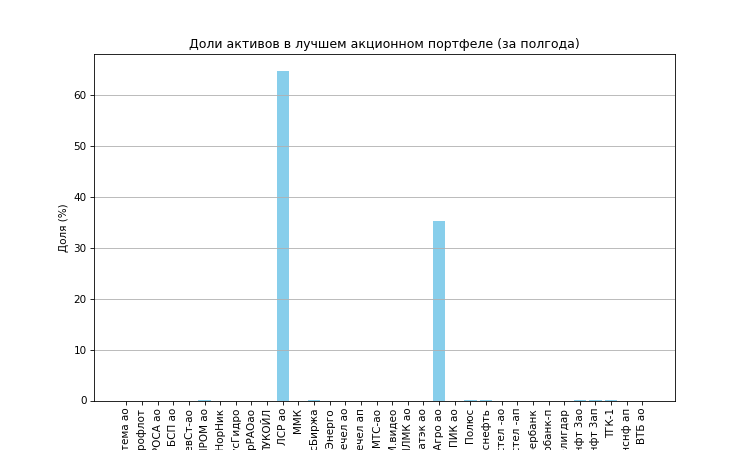 Доли активов в лучшем акционном портфеле (за полгода)
Доля (%)
60
50
40
30
20
10
0
тема ао
рофлот
РОСА ао
БСП ао
евСт-ао
ПРОМ ао
НорНик
сГидро
рРАОао
ЛУКОЙЛ
ЛСР ао
ММК
сБиржа
Энерго
ечел ао
ечел ап
МТС-ао
М.видео
ЛМК ао
атэк ао
Агро ао
ПИК ао
Полюс
снефть
стел -ао
стел -ап
ербанк
рбанк-п
лигдар
нфт 3ао
нфт 3ап
ТГК-1
нснф ап
ВТБ ао